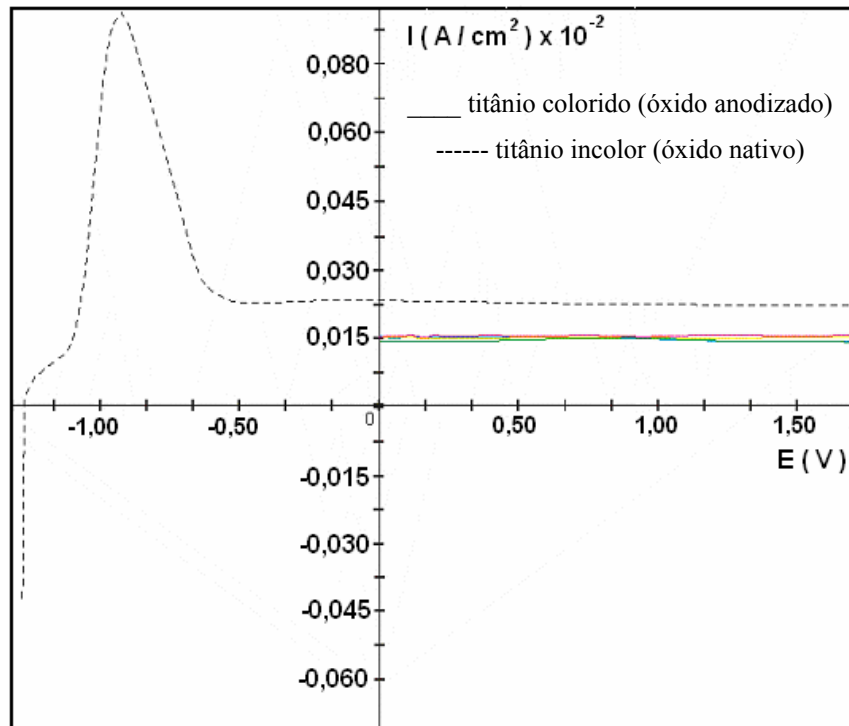 I ( A / cm² ) x 10⁻²
0,080
____ titânio colorido (óxido anodizado)
0,060
------ titânio incolor (óxido nativo)
0,045
0,030
0,015
-1,00 -0,50 0 0,50 1,00 1,50
E ( V )
-0,015
-0,030
-0,045
-0,060